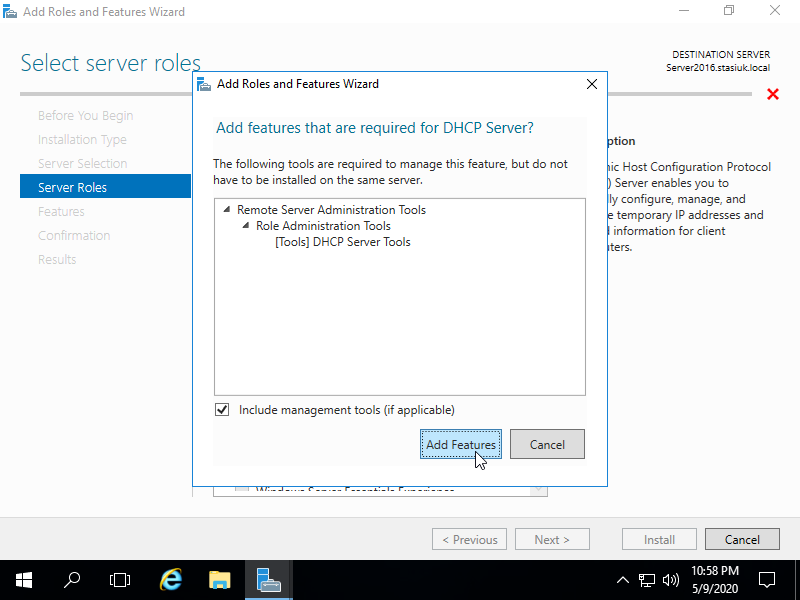 Add Roles and Features Wizard
Select server roles
DESTINATION SERVER
Server2016.stasiuk.local
Before You Begin
Installation Type
Server Selection
Server Roles
Features
Confirmation
Results
Add Roles and Features Wizard
Add features that are required for DHCP Server?
The following tools are required to manage this feature, but do not
have to be installed on the same server.
Remote Server Administration Tools
Role Administration Tools
[Tools] DHCP Server Tools
Include management tools (if applicable)
Add Features
Cancel
Host Configuration Protocol
Server enables you to
configure, manage, and
temporary IP addresses and
information for client
Windows Server Essentials Experience
< Previous
Next >
Install
Cancel
10:58 PM
5/9/2020